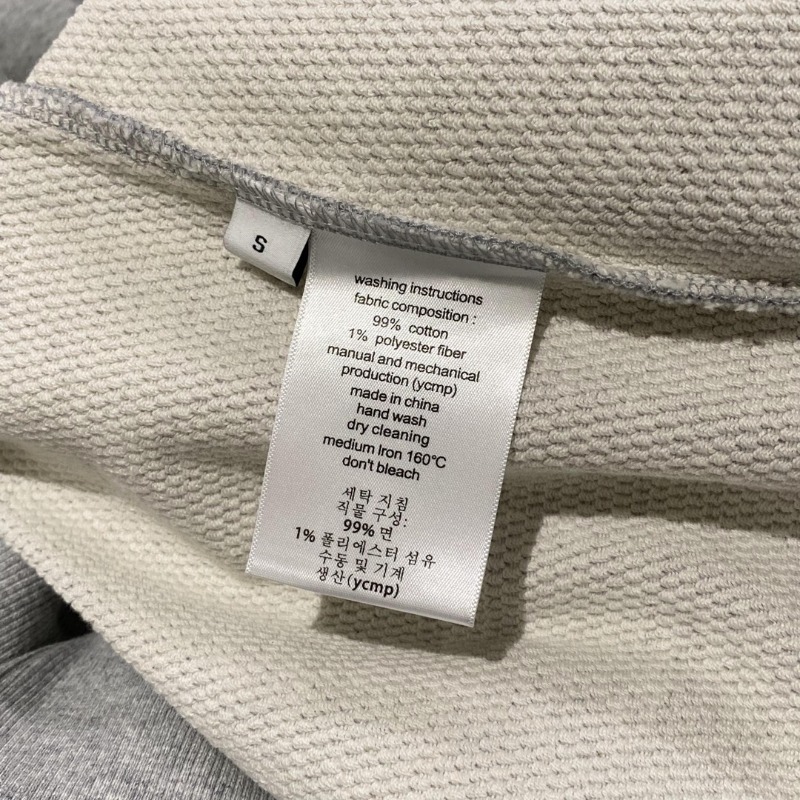 S
washing instructions
fabric composition :
99% cotton
1% polyester fiber
manual and mechanical
production (ycmp)
made in china
hand wash
dry cleaning
medium Iron 160℃
don't bleach
세탁 지침
직물 구성:
99% 면
1% 폴리에스터 섬유
수동 및 기계
생산(ycmp)